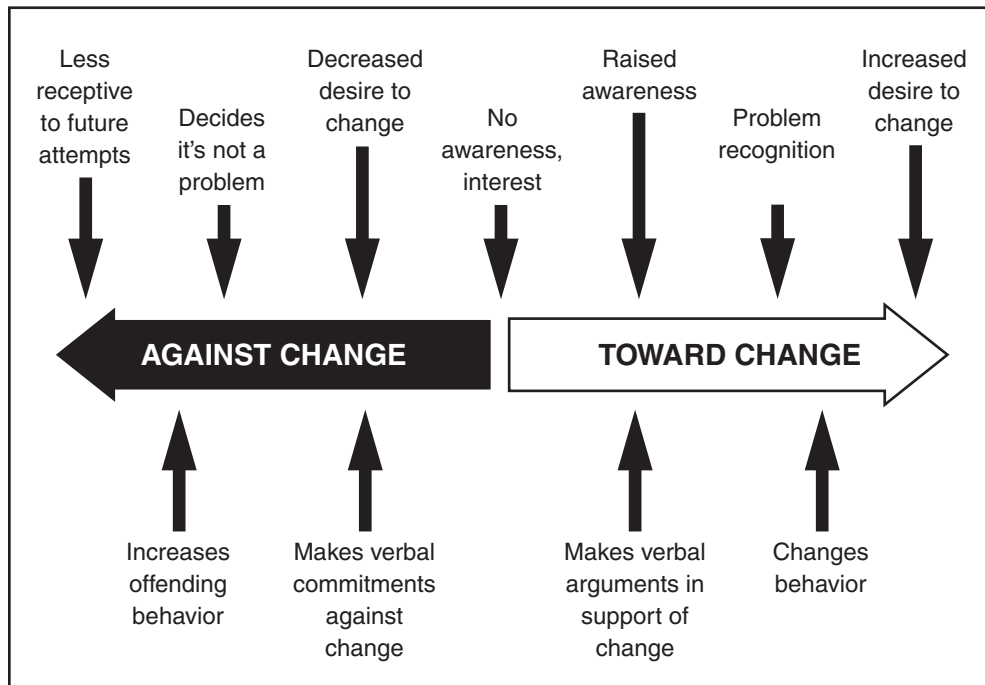 Less
receptive
to future
attempts
Decides
it's not a
problem
Decreased
desire to
change
No
awareness,
interest
Raised
awareness
Problem
recognition
Increased
desire to
change
AGAINST CHANGE
TOWARD CHANGE
Increases
offending
behavior
Makes verbal
commitments
against
change
Makes verbal
arguments in
support of
change
Changes
behavior